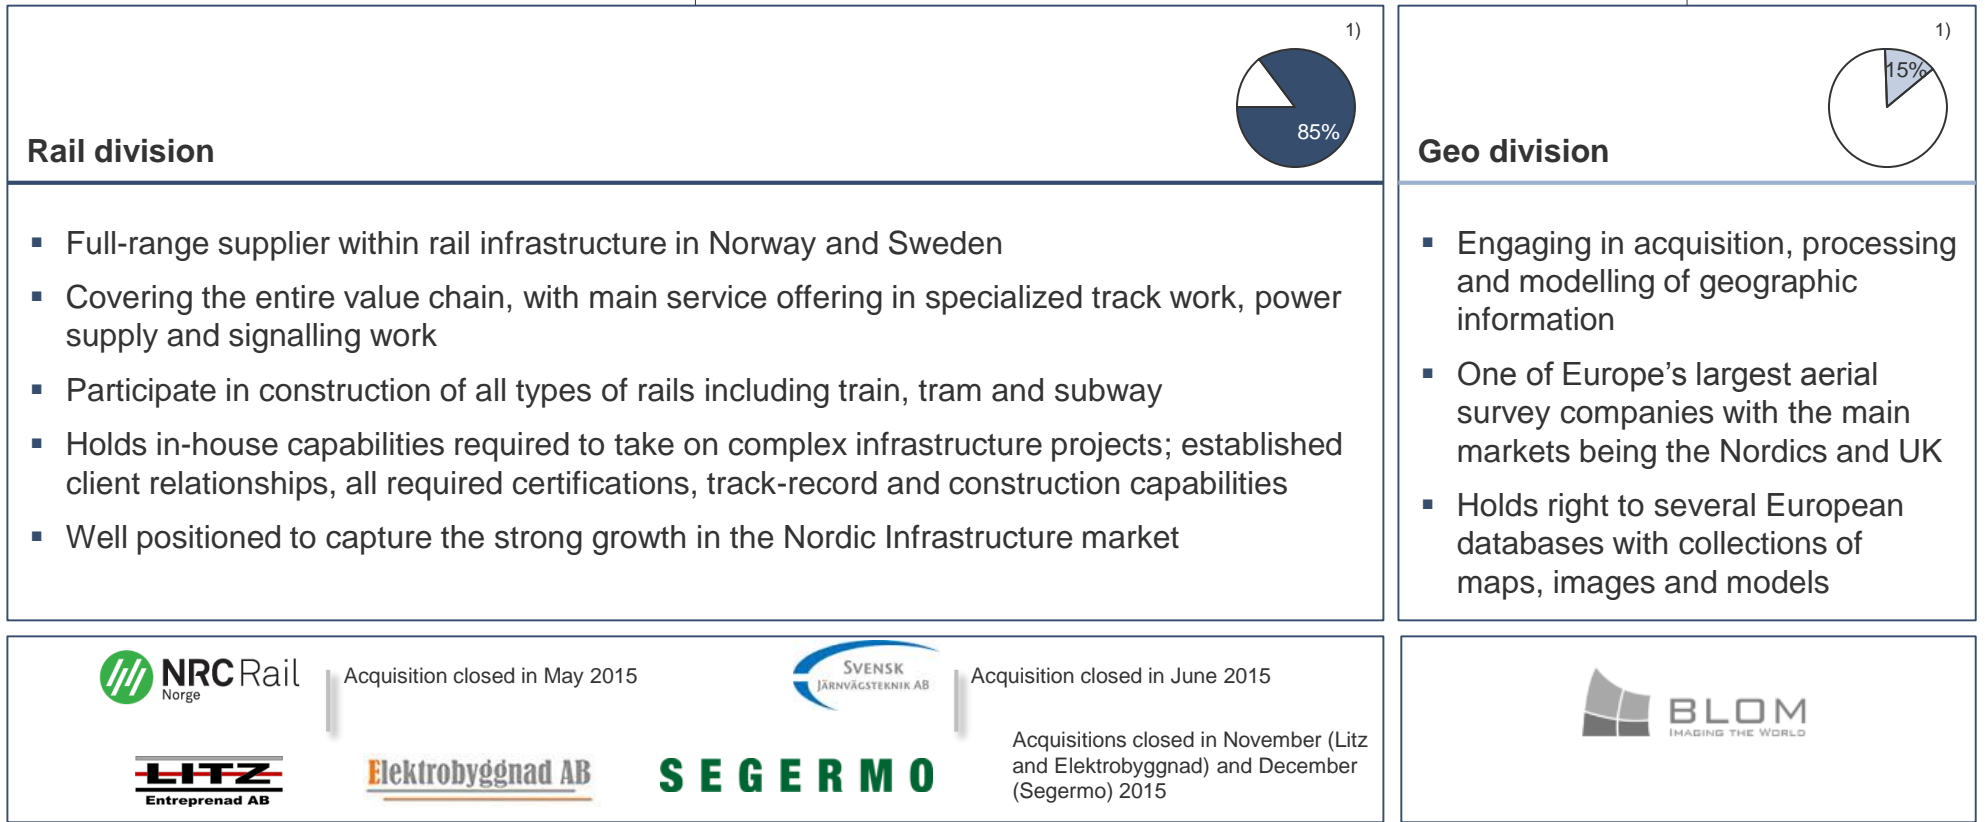 1)
85%
Rail division
▪ Full-range supplier within rail infrastructure in Norway and Sweden
▪ Covering the entire value chain, with main service offering in specialized track work, power
supply and signalling work
▪ Participate in construction of all types of rails including train, tram and subway
▪ Holds in-house capabilities required to take on complex infrastructure projects; established
client relationships, all required certifications, track-record and construction capabilities
▪ Well positioned to capture the strong growth in the Nordic Infrastructure market
1)
15%
Geo division
▪ Engaging in acquisition, processing
and modelling of geographic
information
▪ One of Europe’s largest aerial
survey companies with the main
markets being the Nordics and UK
▪ Holds right to several European
databases with collections of
maps, images and models
NRC Rail
Norge
Acquisition closed in May 2015
SVENSK
JÄRNVÄGSTEKNIK AB
Acquisition closed in June 2015
LITZ
Entreprenad AB
Elektrobyggnad AB
SEGERMO
Acquisitions closed in November (Litz
and Elektrobyggnad) and December
(Segermo) 2015
BLOM
IMAGING THE WORLD